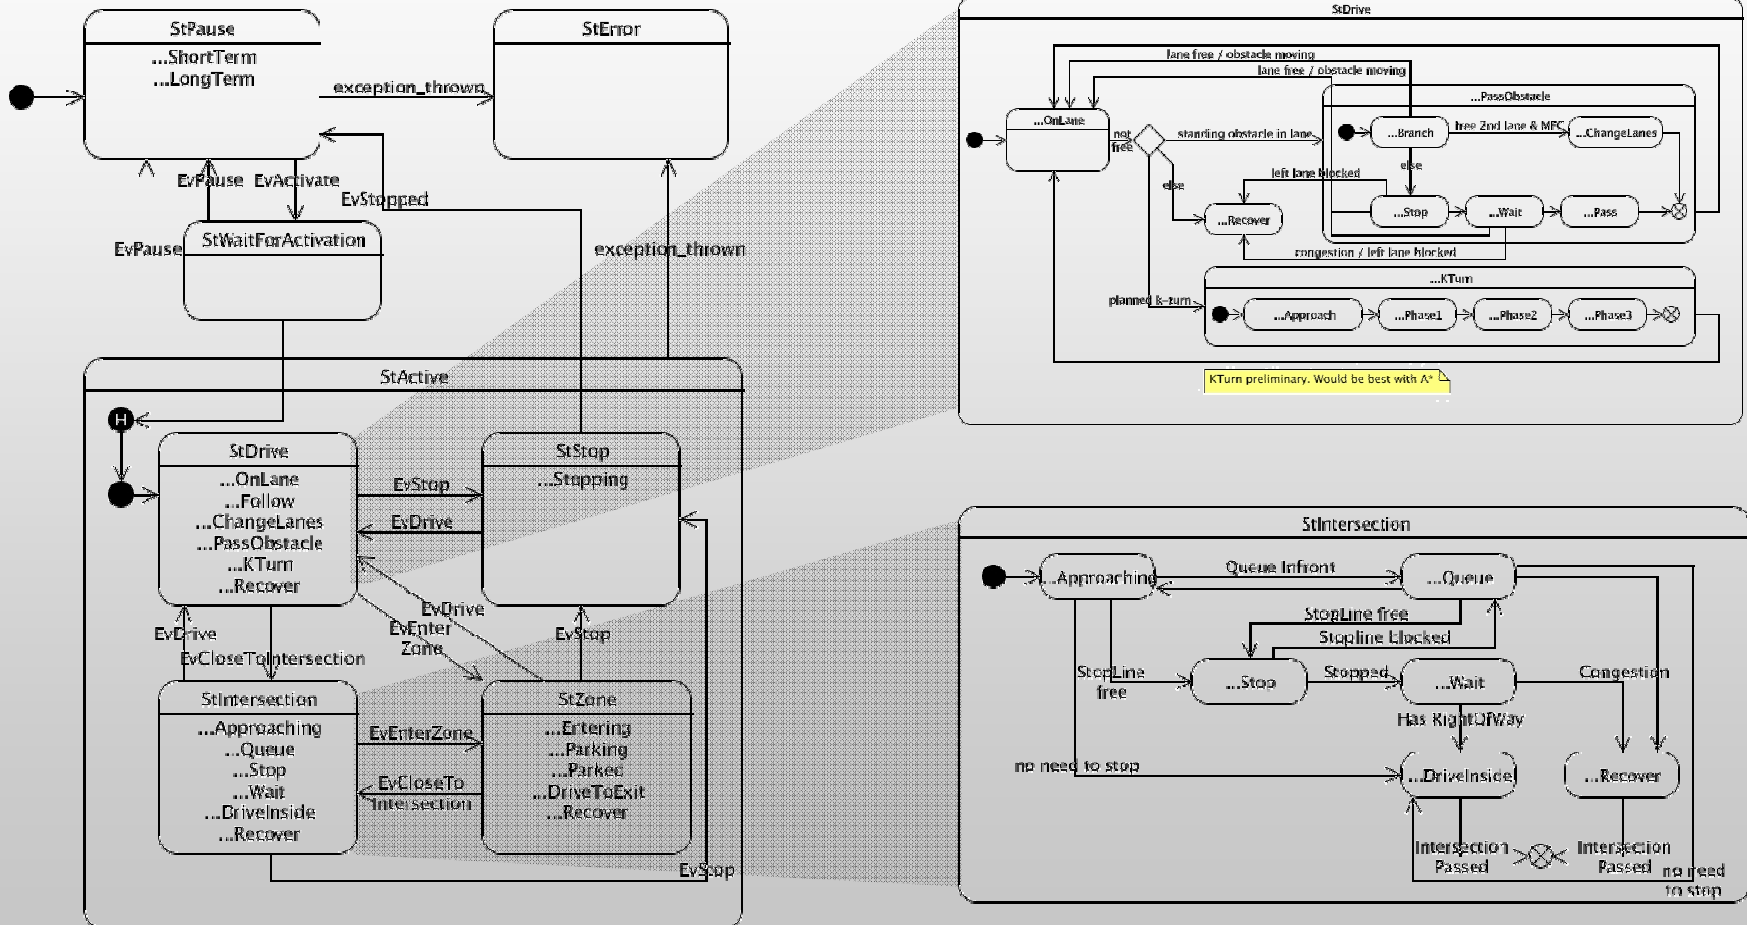 StPause
...ShortTerm
...LongTerm
StError
exception_thrown
EvPause
EvActivate
EvStopped
StWaitForActivation
EvPause
exception_thrown
StActive
H
StDrive
...OnLane
...Follow
...ChangeLanes
...PassObstacle
...KTurn
...Recover
StStop
...Stopping
EvStop
EvDrive
EvDrive
EvEnter
Zone
EvDrive
EvStop
EvCloseToIntersection
StIntersection
...Approaching
...Queue
...Stop
...Wait
...DriveInside
...Recover
StZone
...Entering
...Parking
...Parked
...DriveToExit
...Recover
EvEnterZone
EvCloseTo
Intersection
EvStop
StDrive
lane free / obstacle moving
lane free / obstacle moving
...PassObstacle
...OnLane
not
free
standing obstacle in lane
...Branch
free 2nd lane & MFC
...ChangeLanes
else
else
left lane blocked
...Recover
...Stop
...Wait
...Pass
congestion / left lane blocked
...KTurn
planned k-turn
...Approach
...Phase1
...Phase2
...Phase3
KTurn preliminary. Would be best with A*
StIntersection
...Approaching
Queue Infront
...Queue
StopLine free
Stopline blocked
StopLine
free
...Stop
Stopped
...Wait
Congestion
Has RightOfWay
no need to stop
...DriveInside
...Recover
Intersection
Passed
Intersection
Passed
no need
to stop